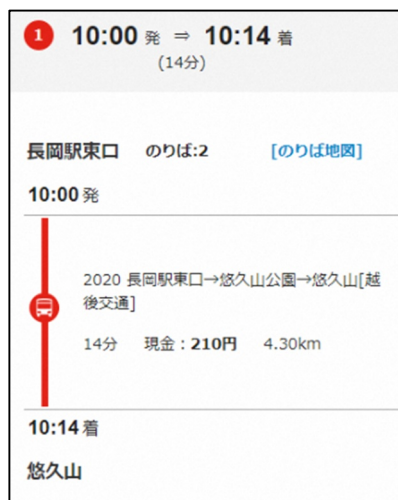 1 10:00 発 ⇒ 10:14 着
(14分)
長岡駅東口 のりば:2 [のりば地図]
10:00 発
2020 長岡駅東口→悠久山公園→悠久山[越
後交通]
14分 現金：210円 4.30km
10:14 着
悠久山